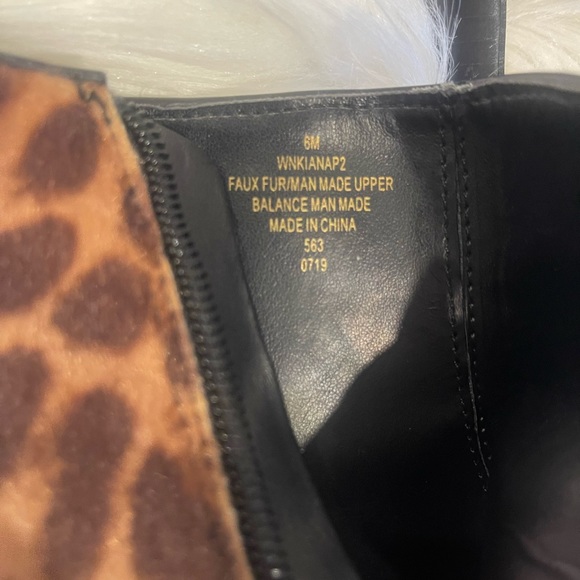 6M
WNKIANAP2
FAUX FUR/MAN MADE UPPER
BALANCE MAN MADE
MADE IN CHINA
563
0719